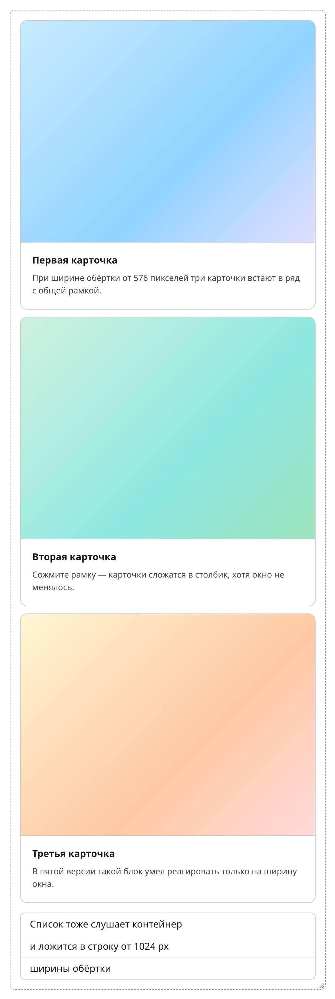 Первая карточка
При ширине обёртки от 576 пикселей три карточки встают в ряд
с общей рамкой.
Вторая карточка
Сожмите рамку — карточки сложатся в столбик, хотя окно не
менялось.
Третья карточка
В пятой версии такой блок умел реагировать только на ширину
окна.
Список тоже слушает контейнер
и ложится в строку от 1024 px
ширины обёртки